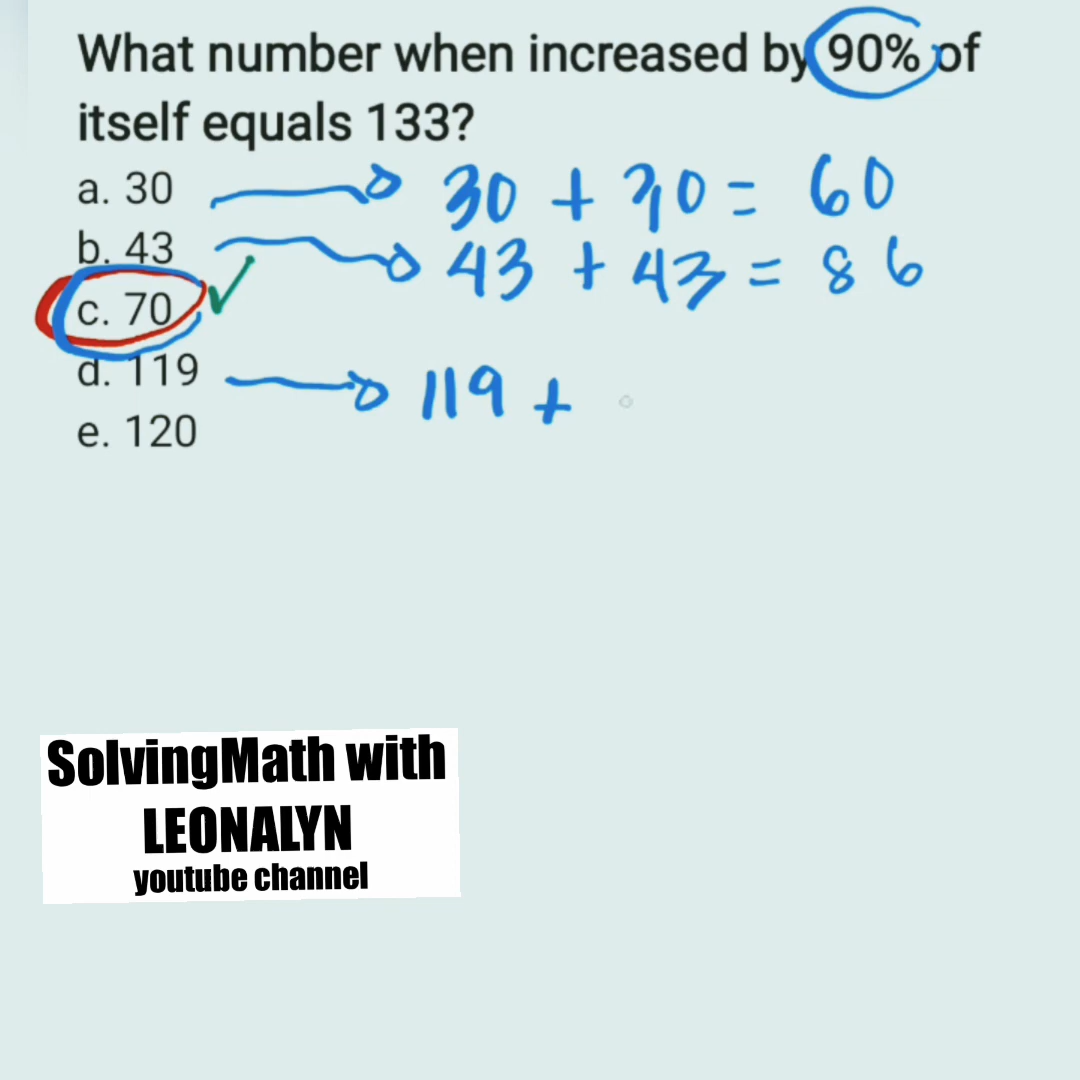 What number when increased by 90% of
itself equals 133?
a. 30 30 + 30 = 60
b. 43 43 + 43 = 86
c. 70
d. 119 119 +
e. 120
SolvingMath with
LEONALYN
youtube channel